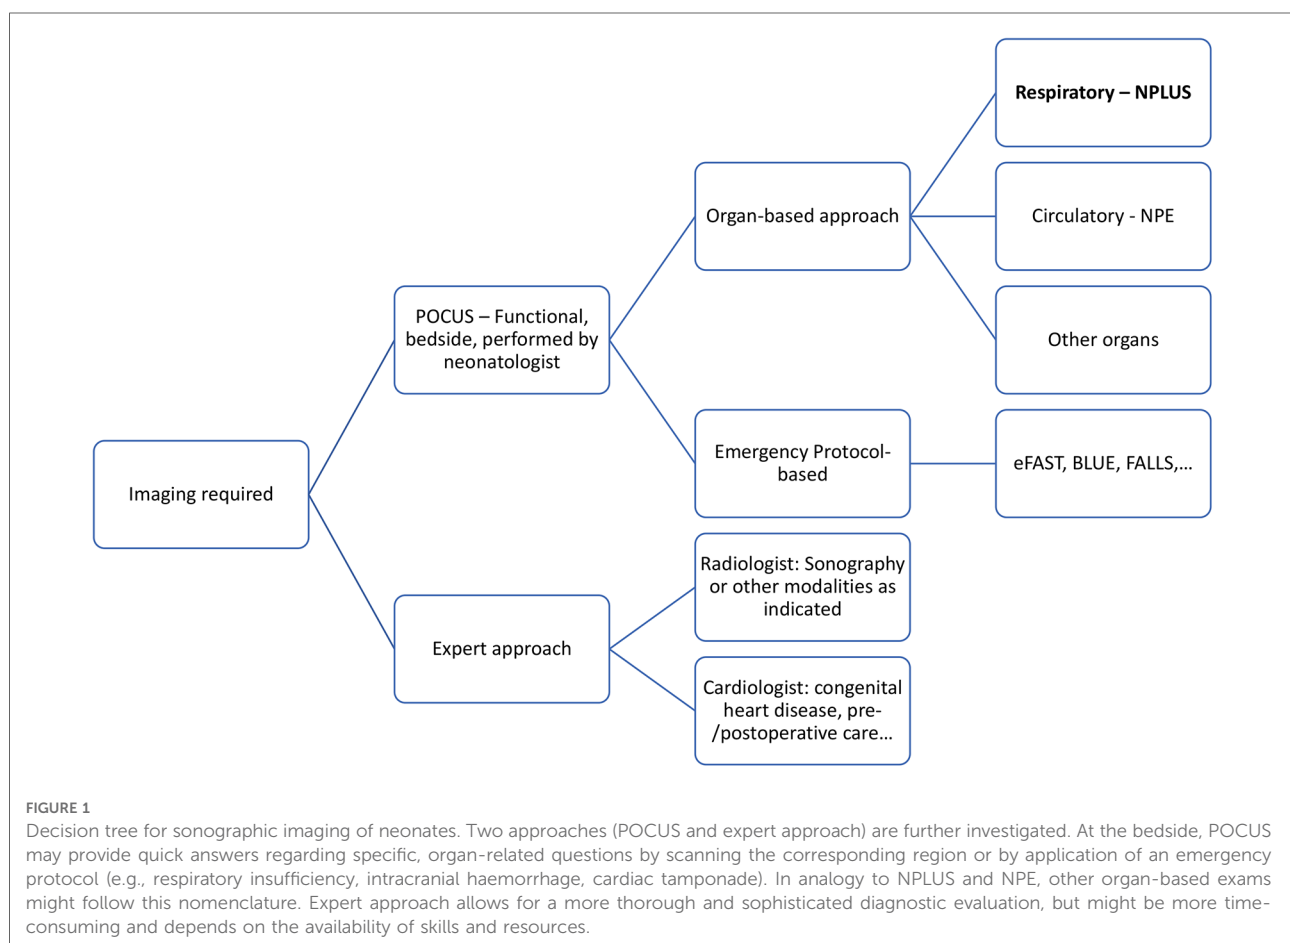 Respiratory – NPLUS
Organ-based approach
Circulatory - NPE
POCUS – Functional,
bedside, performed by
neonatologist
Other organs
Imaging required
Emergency Protocol-
based
eFAST, BLUE, FALLS,...
Radiologist: Sonography
or other modalities as
indicated
Expert approach
Cardiologist: congenital
heart disease, pre-
/postoperative care...
FIGURE 1
Decision tree for sonographic imaging of neonates. Two approaches (POCUS and expert approach) are further investigated. At the bedside, POCUS
may provide quick answers regarding specific, organ-related questions by scanning the corresponding region or by application of an emergency
protocol (e.g., respiratory insufficiency, intracranial haemorrhage, cardiac tamponade). In analogy to NPLUS and NPE, other organ-based exams
might follow this nomenclature. Expert approach allows for a more thorough and sophisticated diagnostic evaluation, but might be more time-
consuming and depends on the availability of skills and resources.